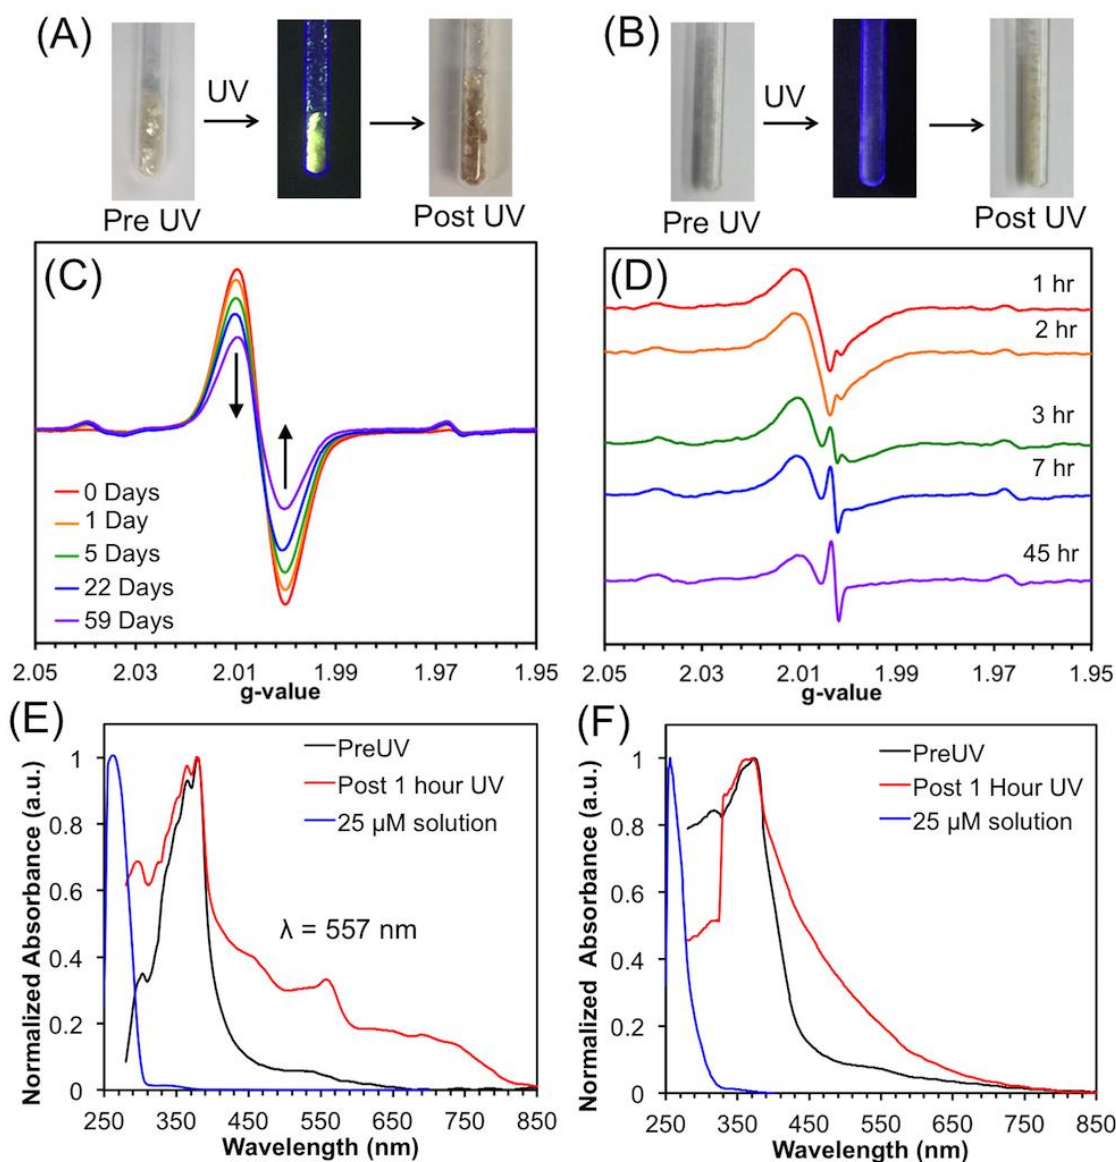 (A)
UV
Pre UV
Post UV
(B)
UV
Pre UV
Post UV
(C)
0 Days
1 Day
5 Days
22 Days
59 Days
2.05 2.03 2.01 1.99 1.97 1.95
g-value
(D)
1 hr
2 hr
3 hr
7 hr
45 hr
2.05 2.03 2.01 1.99 1.97 1.95
g-value
(E)
PreUV
Post 1 hour UV
25 µM solution
λ = 557 nm
Normalized Absorbance (a.u.)
1
0.8
0.6
0.4
0.2
0
250 350 450 550 650 750 850
Wavelength (nm)
(F)
PreUV
Post 1 Hour UV
25 µM solution
Normalized Absorbance (a.u.)
1
0.8
0.6
0.4
0.2
0
250 350 450 550 650 750 850
Wavelength (nm)